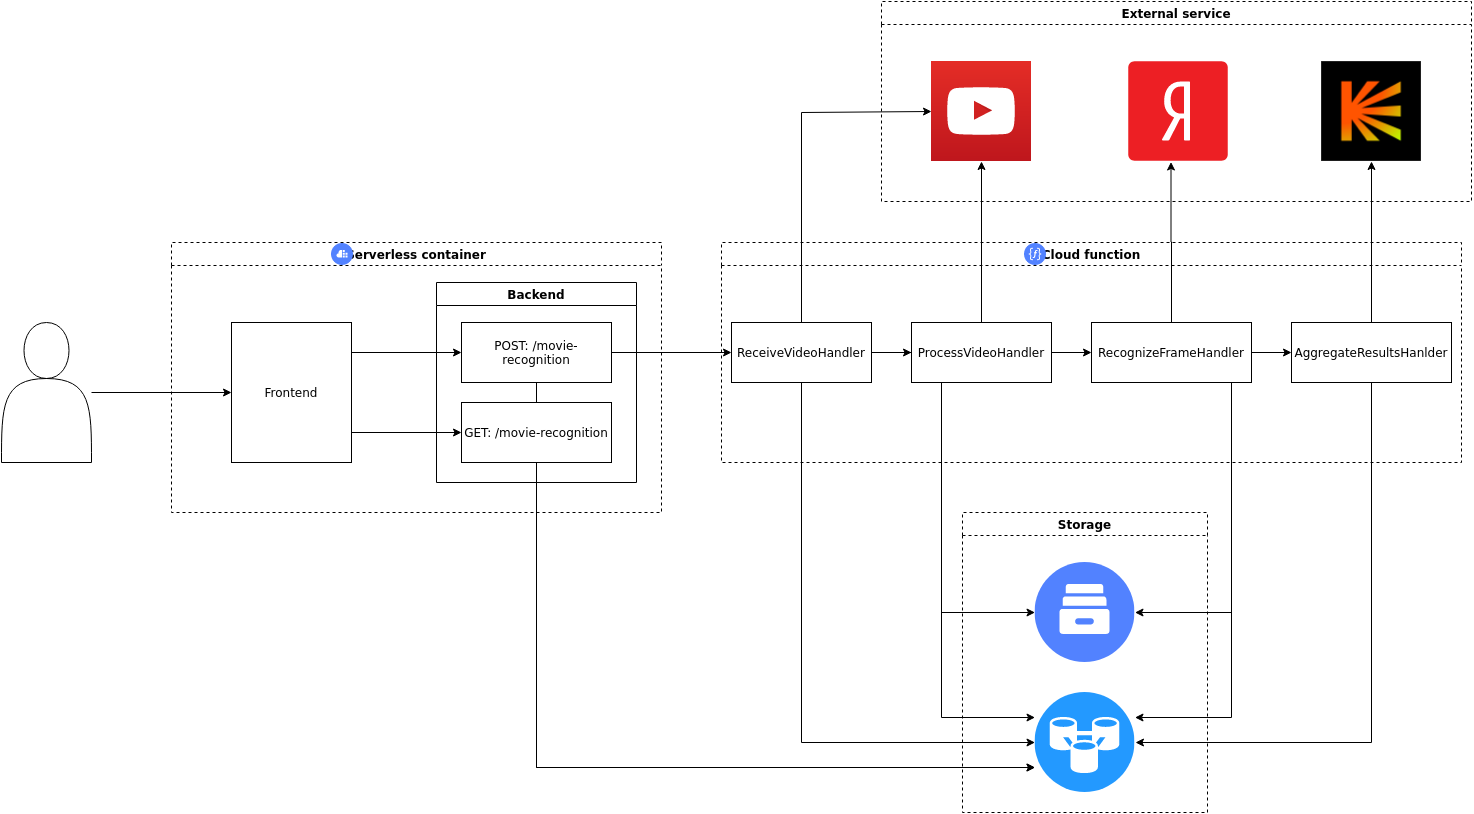 External service
Я
Serverless container
Cloud function
Backend
POST: /movie-
recognition
GET: /movie-recognition
Frontend
ReceiveVideoHandler
ProcessVideoHandler
RecognizeFrameHandler
AggregateResultsHanlder
Storage